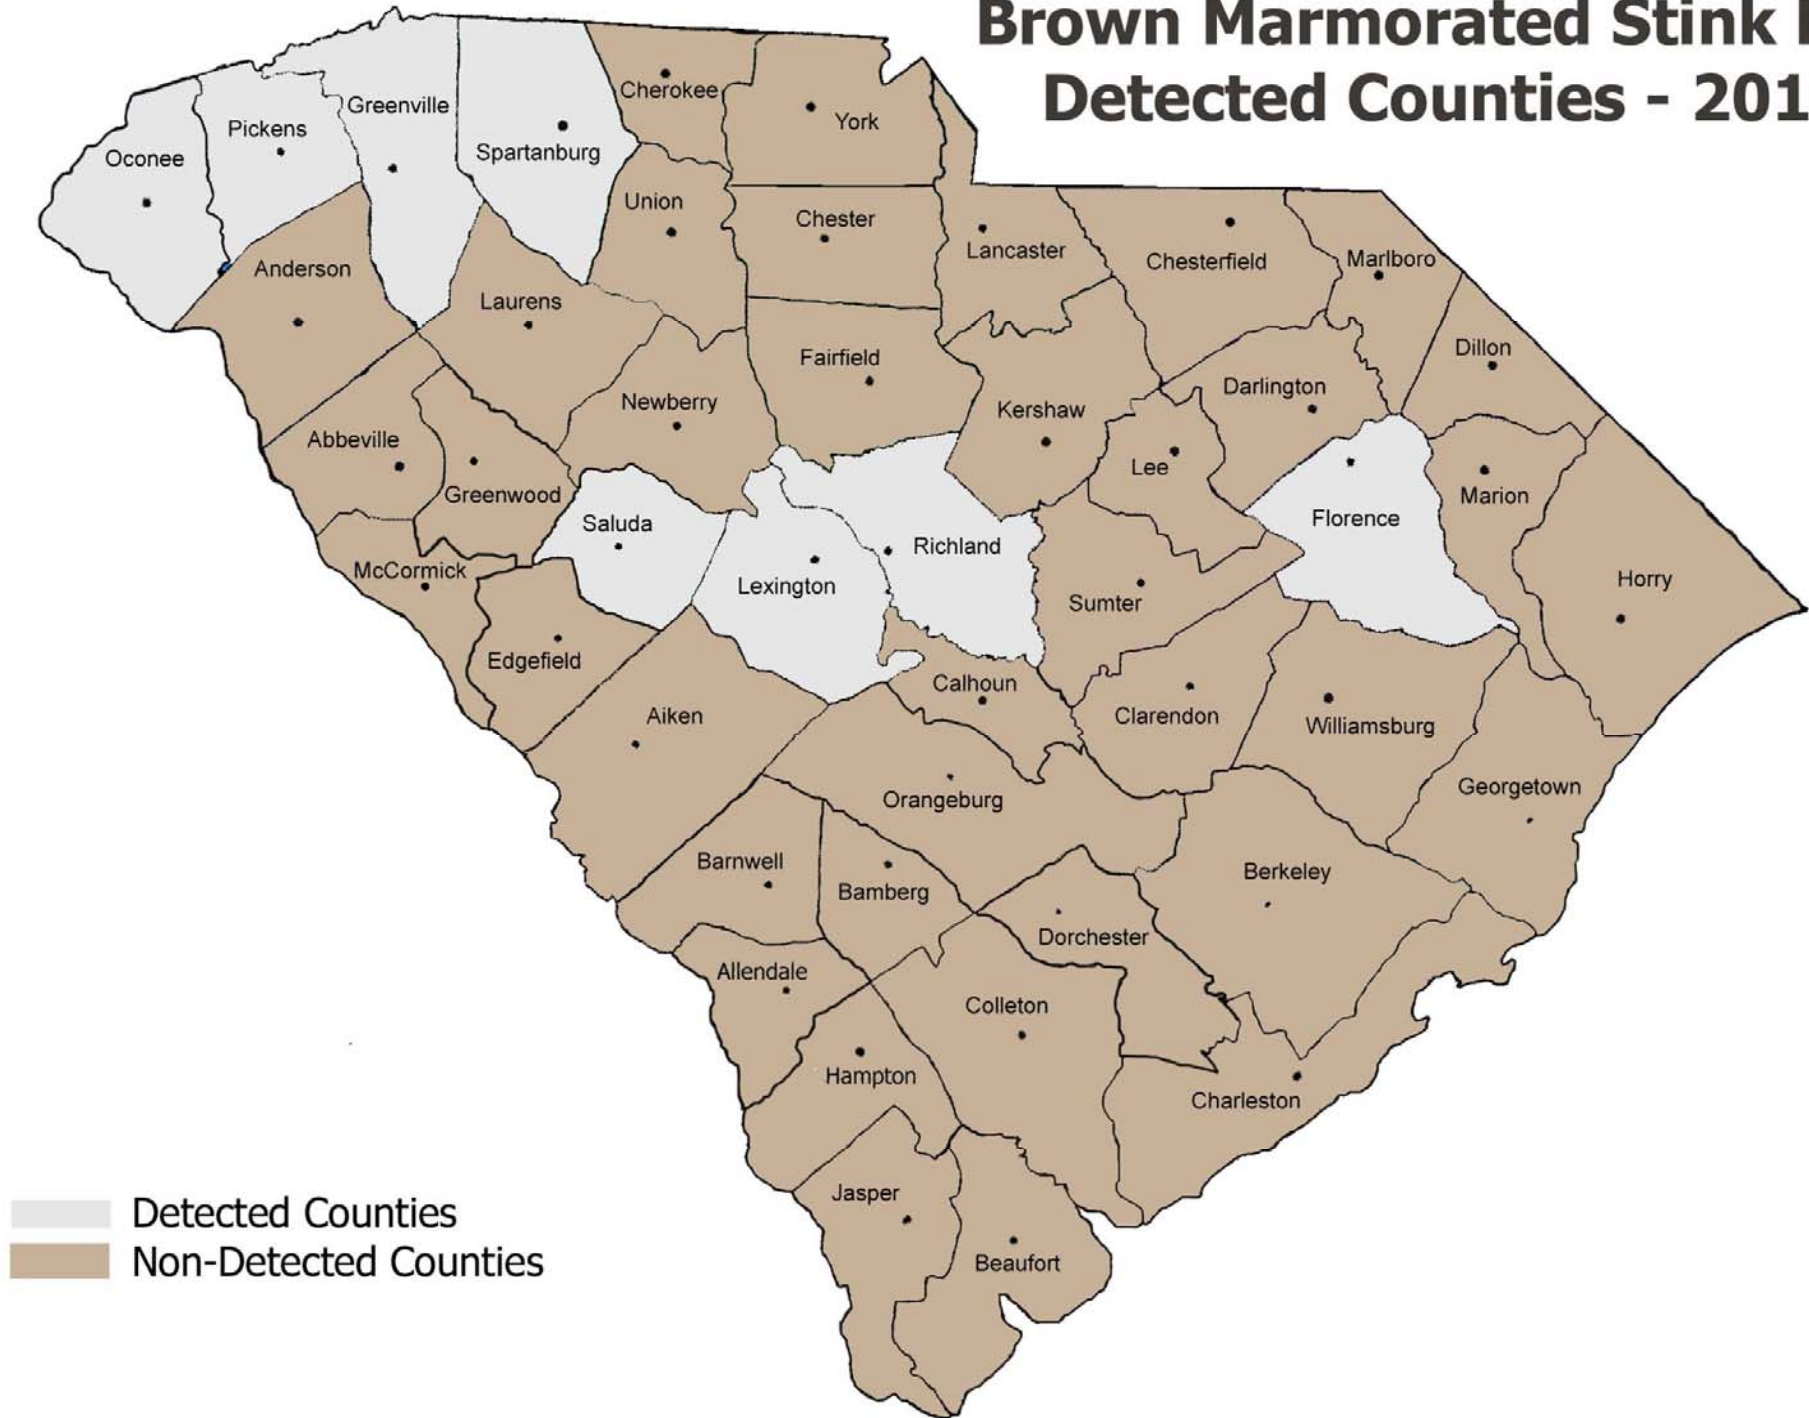 Brown Marmorated Stink
Detected Counties - 201
Cherokee
York
Greenville
Pickens
Spartanburg
Oconee
Union
Chester
Lancaster
Chesterfield
Marlboro
Anderson
Laurens
Dillon
Fairfield
Darlington
Newberry
Kershaw
Abbeville
Lee
Greenwood
Marion
Saluda
Florence
Richland
McCormick
Lexington
Horry
Sumter
Edgefield
Calhoun
Aiken
Clarendon
Williamsburg
Georgetown
Orangeburg
Barnwell
Berkeley
Bamberg
Dorchester
Allendale
Colleton
Hampton
Charleston
Jasper
Beaufort
Detected Counties
Non-Detected Counties